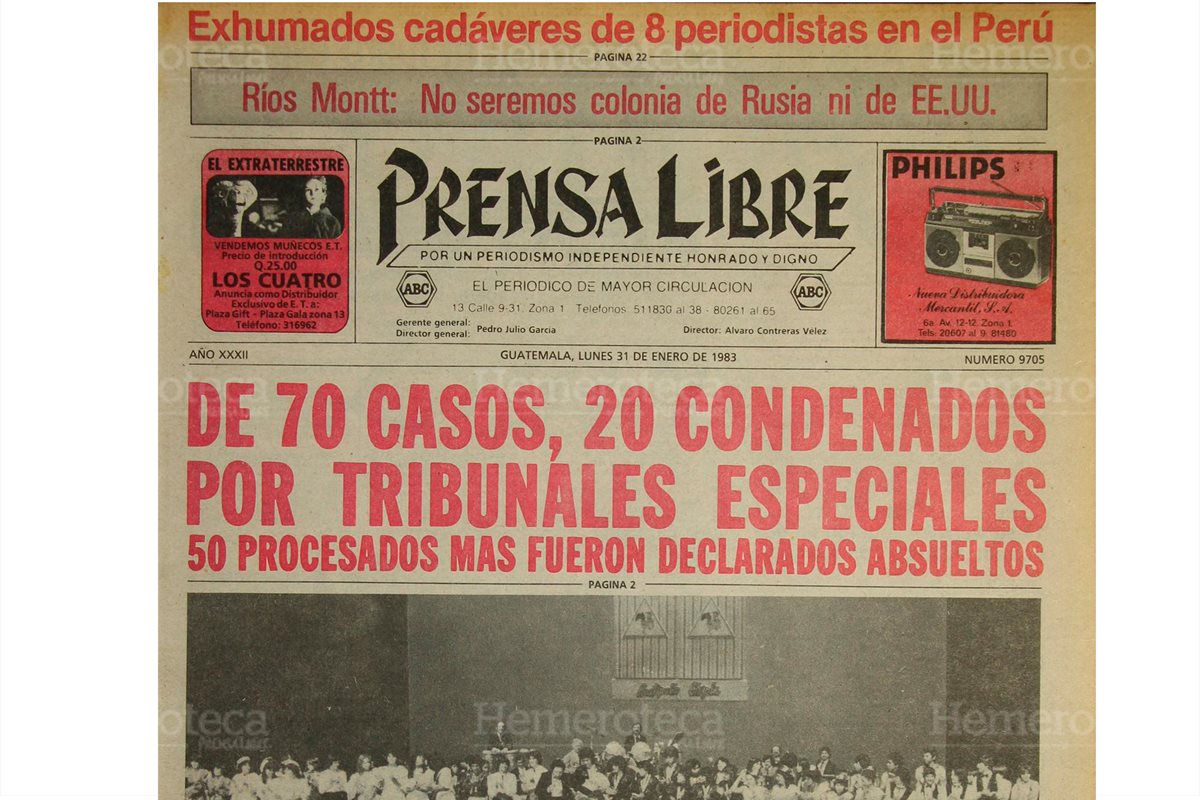 Exhumados cadáveres de 8 periodistas en el Perú
PAGINA 22
Ríos Montt: No seremos colonia de Rusia ni de EE.UU.
PAGINA 2
EL EXTRATERRESTRE
VENDEMOS MUÑECOS E.T.
Precio de introducción
Q.25.00
LOS CUATRO
Anuncia como Distribuidor
Exclusivo de E. T. a:
Plaza Gift - Plaza Gala zona 13
Teléfono: 316962
PRENSA LIBRE
POR UN PERIODISMO INDEPENDIENTE HONRADO Y DIGNO
ABC
EL PERIODICO DE MAYOR CIRCULACION
ABC
13 Calle 9-31, Zona 1 Telefonos 511830 al 38 - 80261 al 65
Gerente general:
Director general: Pedro Julio García
Director: Alvaro Contreras Vélez
PHILIPS
Nueva Distribuidora
Mercantil, S.A.
6a. Av. 12-12, Zona 1.
Tels: 20607 al 9. 81480
AÑO XXXII
GUATEMALA, LUNES 31 DE ENERO DE 1983
NUMERO 9705
DE 70 CASOS, 20 CONDENADOS
POR TRIBUNALES ESPECIALES
50 PROCESADOS MAS FUERON DECLARADOS ABSUELTOS
PAGINA 2
Hemeroteca
PRENSA LIBRE